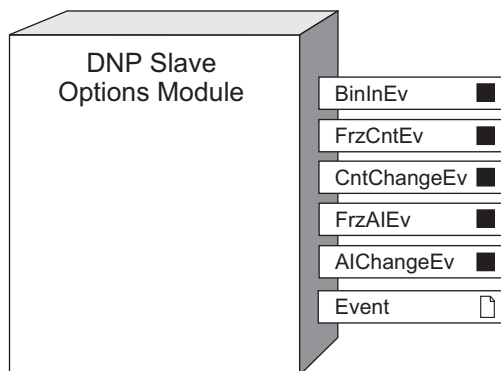 DNP Slave
Options Module
BinInEv
FrzCntEv
CntChangeEv
FrzAIEv
AIChangeEv
Event